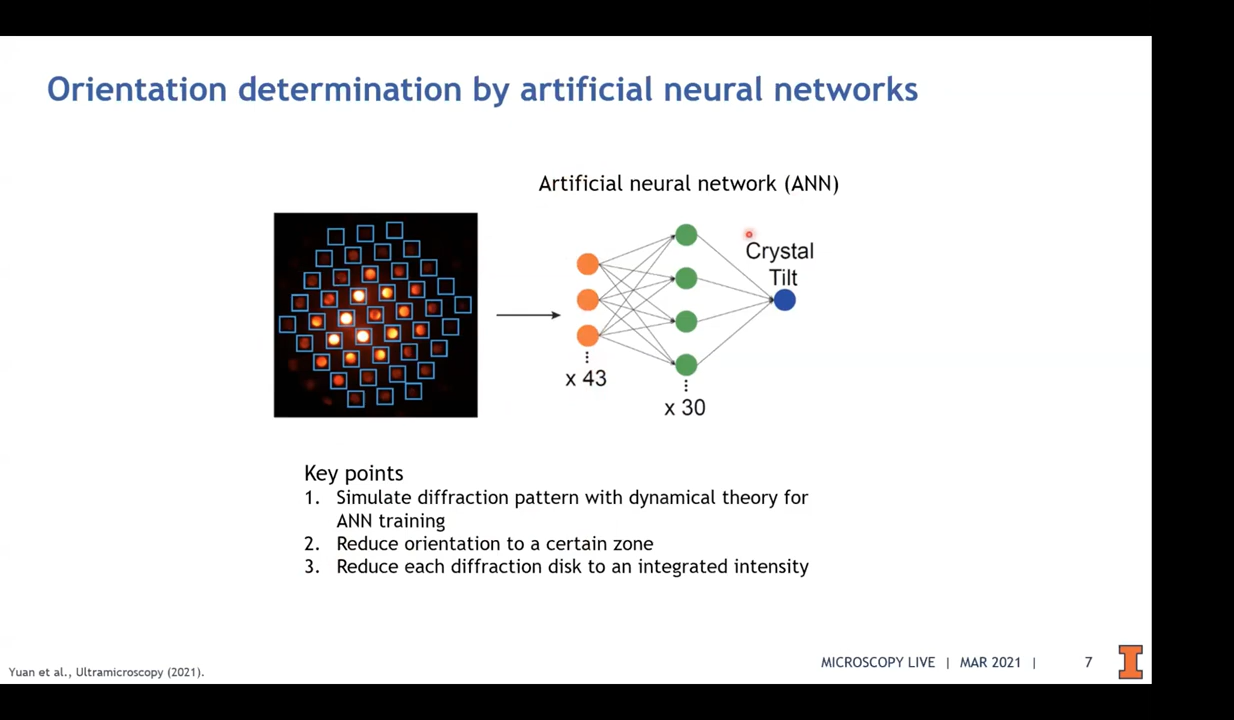 Orientation determination by artificial neural networks
Artificial neural network (ANN)
Crystal
Tilt
x 43
x 30
Key points
1. Simulate diffraction pattern with dynamical theory for
ANN training
2. Reduce orientation to a certain zone
3. Reduce each diffraction disk to an integrated intensity
Yuan et al., Ultramicroscopy (2021).
MICROSCOPY LIVE | MAR 2021 | 7